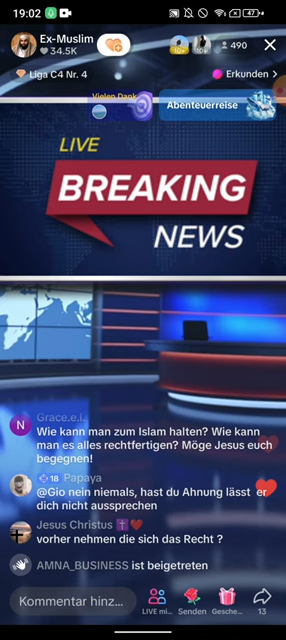 19:02
47
Ex-Muslim
34.5K
10+
10+
490
Liga C4 Nr. 4
Erkunden >
Vielen Dank
Abenteuerreise
LIVE
BREAKING
NEWS
N
Grace.e.i.
Wie kann man zum Islam halten? Wie kann
man es alles rechtfertigen? Möge Jesus euch
begegnen!
18 Papaya
@Gio nein niemals, hast du Ahnung lässt er
dich nicht aussprechen
Jesus Christus ✝️❤️
vorher nehmen die sich das Recht ?
AMNA_BUSINESS ist beigetreten
Kommentar hinz...
LIVE mi...
Senden
Gesche...
13